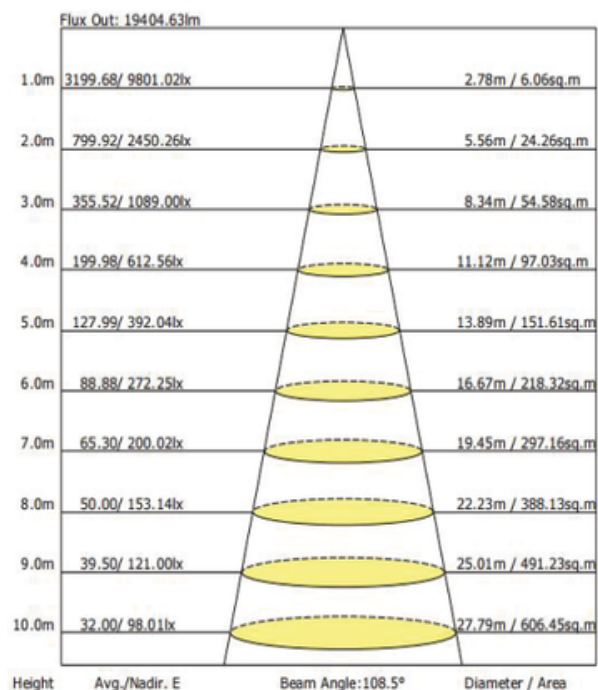 Flux Out: 19404.63lm
1.0m 3199.68/ 9801.02lx 2.78m / 6.06sq.m
2.0m 799.92/ 2450.26lx 5.56m / 24.26sq.m
3.0m 355.52/ 1089.00lx 8.34m / 54.58sq.m
4.0m 199.98/ 612.56lx 11.12m / 97.03sq.m
5.0m 127.99/ 392.04lx 13.89m / 151.61sq.m
6.0m 88.88/ 272.25lx 16.67m / 218.32sq.m
7.0m 65.30/ 200.02lx 19.45m / 297.16sq.m
8.0m 50.00/ 153.14lx 22.23m / 388.13sq.m
9.0m 39.50/ 121.00lx 25.01m / 491.23sq.m
10.0m 32.00/ 98.01lx 27.79m / 606.45sq.m
Height Avg./Nadir. E Beam Angle:108.5° Diameter / Area